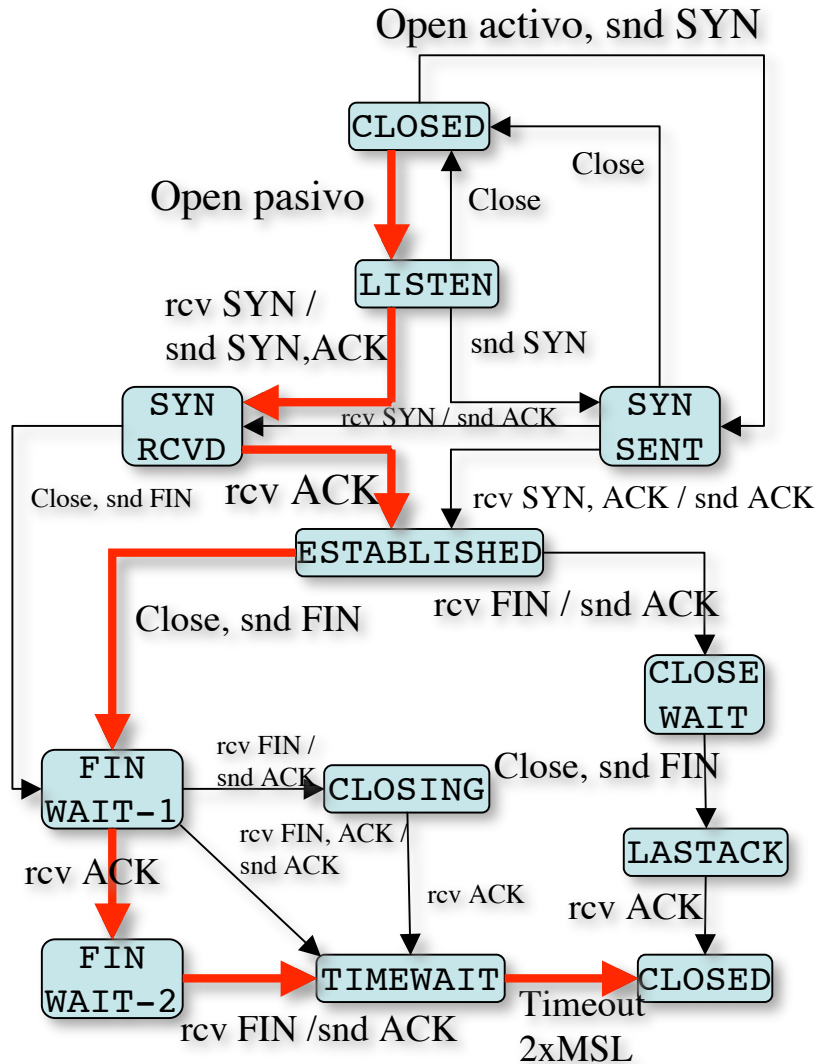 Open activo, snd SYN
CLOSED
Close
Open pasivo
Close
LISTEN
rcv SYN /
snd SYN,ACK
snd SYN
SYN
RCVD
rcv SYN / snd ACK
SYN
SENT
Close, snd FIN
rcv ACK
rcv SYN, ACK / snd ACK
ESTABLISHED
Close, snd FIN
rcv FIN / snd ACK
CLOSE
WAIT
FIN
WAIT-1
rcv FIN /
snd ACK
CLOSING
Close, snd FIN
rcv FIN, ACK /
snd ACK
LASTACK
rcv ACK
rcv ACK
rcv ACK
FIN
WAIT-2
TIMEWAIT
CLOSED
rcv FIN /snd ACK
Timeout
2xMSL